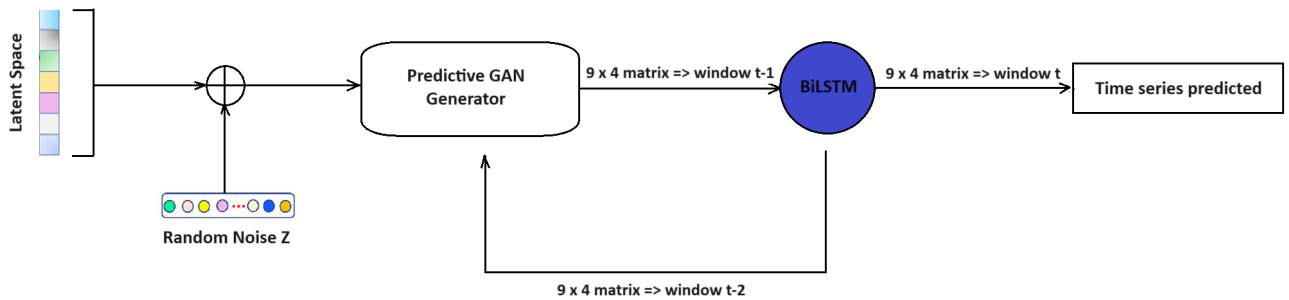 Latent Space
Predictive GAN
Generator
9 x 4 matrix => window t-1
BiLSTM
9 x 4 matrix => window t
Time series predicted
Random Noise Z
9 x 4 matrix => window t-2